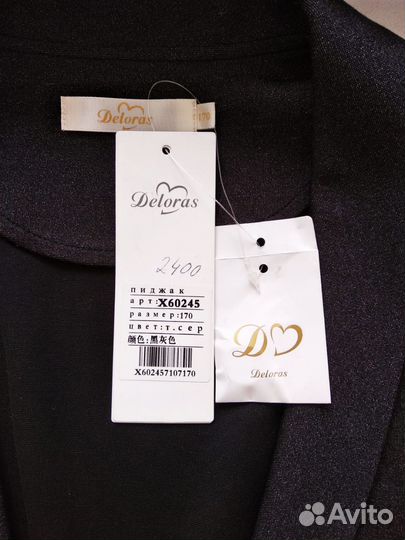 Deloras
170
Deloras
2400
пиджак
арт:X60245
размер:170
цвет:т.сер
颜色:黑灰色
X602457107170
D
Deloras
Avito